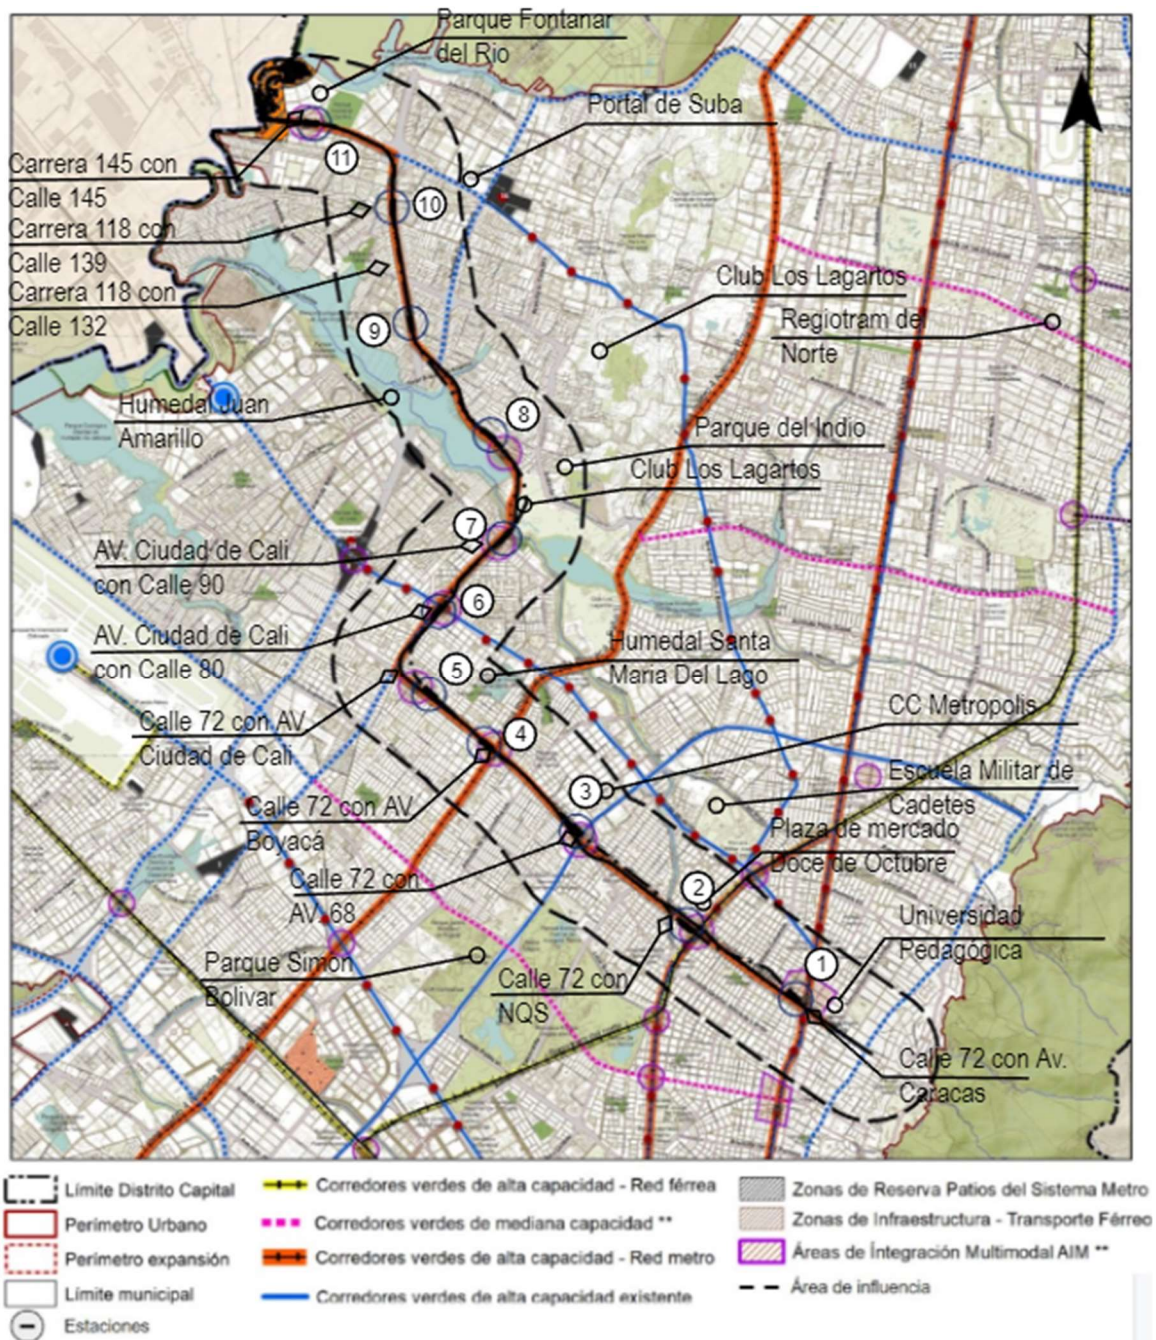 Parque Fontanar
del Rio
N
Portal de Suba
Carrera 145 con
Calle 145
11
10
Carrera 118 con
Calle 139
Carrera 118 con
Calle 132
Club Los Lagartos
Regiotram del
Norte
9
Humedal Juan
Amarillo
8
Parque del Indio
Club Los Lagartos
7
AV. Ciudad de Cali
con Calle 90
6
AV. Ciudad de Cali
con Calle 80
Humedal Santa
Maria Del Lago
5
Calle 72 con AV
Ciudad de Cali
4
CC Metropolis
3
Escuela Militar de
Cadetes
Calle 72 con AV
Boyacá
Plaza de mercado
Doce de Octubre
Calle 72 con
AV. 68
2
Universidad
Pedagógica
1
Parque Simón
Bolivar
Calle 72 con
NQS
Calle 72 con Av.
Caracas
Límite Distrito Capital
Perímetro Urbano
Perímetro expansión
Límite municipal
Estaciones
Corredores verdes de alta capacidad - Red férrea
Corredores verdes de mediana capacidad **
Corredores verdes de alta capacidad - Red metro
Corredores verdes de alta capacidad existente
Zonas de Reserva Patios del Sistema Metro
Zonas de Infraestructura - Transporte Férreo
Áreas de Integración Multimodal AIM **
Área de influencia